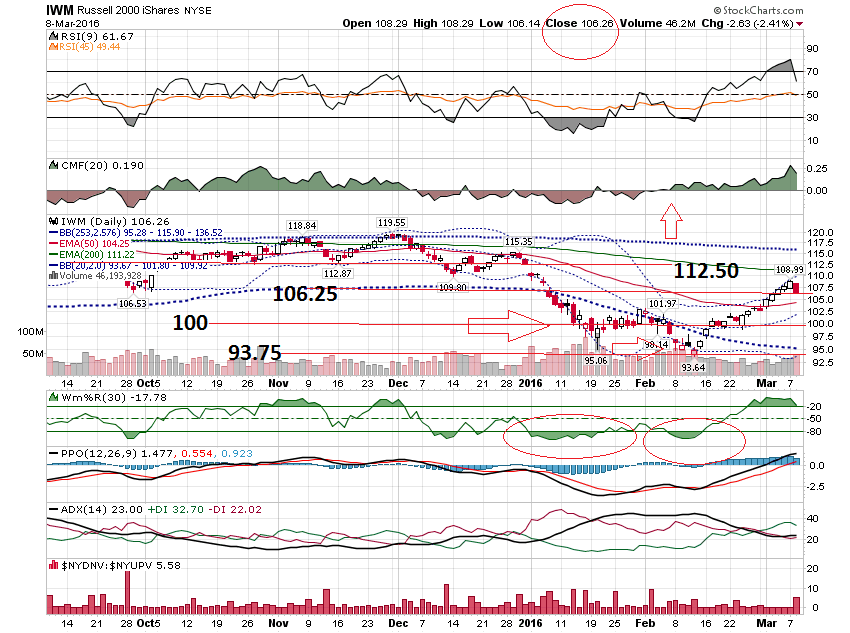 IWM Russell 2000 iShares NYSE © StockCharts.com
8-Mar-2016 Open 108.29 High 108.29 Low 106.14 Close 106.26 Volume 46.2M Chg -2.63 (-2.41%)
RSI(9) 61.67
RSI(45) 49.44
90
70
50
30
10
CMF(20) 0.190
0.25
0.00
IWM (Daily) 106.26
BB(253,2.576) 95.28 - 115.90 - 136.52
EMA(50) 104.25
EMA(200) 111.22
BB(20,2.0) 93.67 - 101.80 - 109.92
Volume 46,193,928
118.84
119.55
115.35
112.87
109.80
106.53
101.97
98.14
95.06
93.64
108.99
112.50
106.25
100
93.75
120.0
117.5
115.0
112.5
110.0
107.5
105.0
102.5
100.0
97.5
95.0
92.5
100M
50M
14 21 28 Oct5 12 19 26 Nov 9 16 23 Dec 7 14 21 28 2016 11 19 25 Feb 8 16 22 Mar 7
Wm%R(30) -17.78
-20
-50
-80
PPO(12,26,9) 1.477, 0.554, 0.923
0.0
-2.5
ADX(14) 23.00 +DI 32.70 -DI 22.02
40
20
$NYDNV:$NYUPV 5.58
20
10
0
14 21 28 Oct5 12 19 26 Nov 9 16 23 Dec 7 14 21 28 2016 11 19 25 Feb 8 16 22 Mar 7